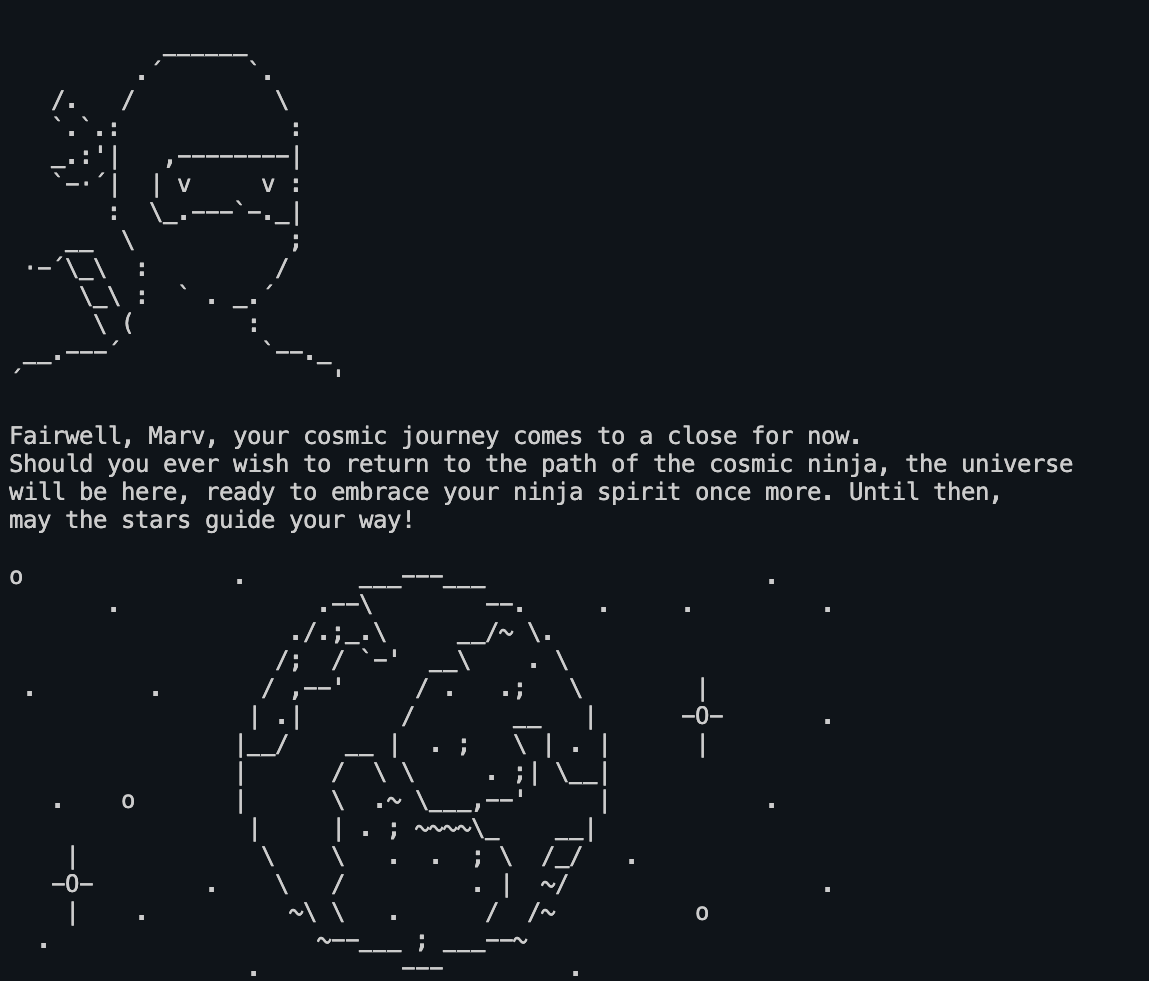 Fairwell, Marv, your cosmic journey comes to a close for now.
Should you ever wish to return to the path of the cosmic ninja, the universe
will be here, ready to embrace your ninja spirit once more. Until then,
may the stars guide your way!